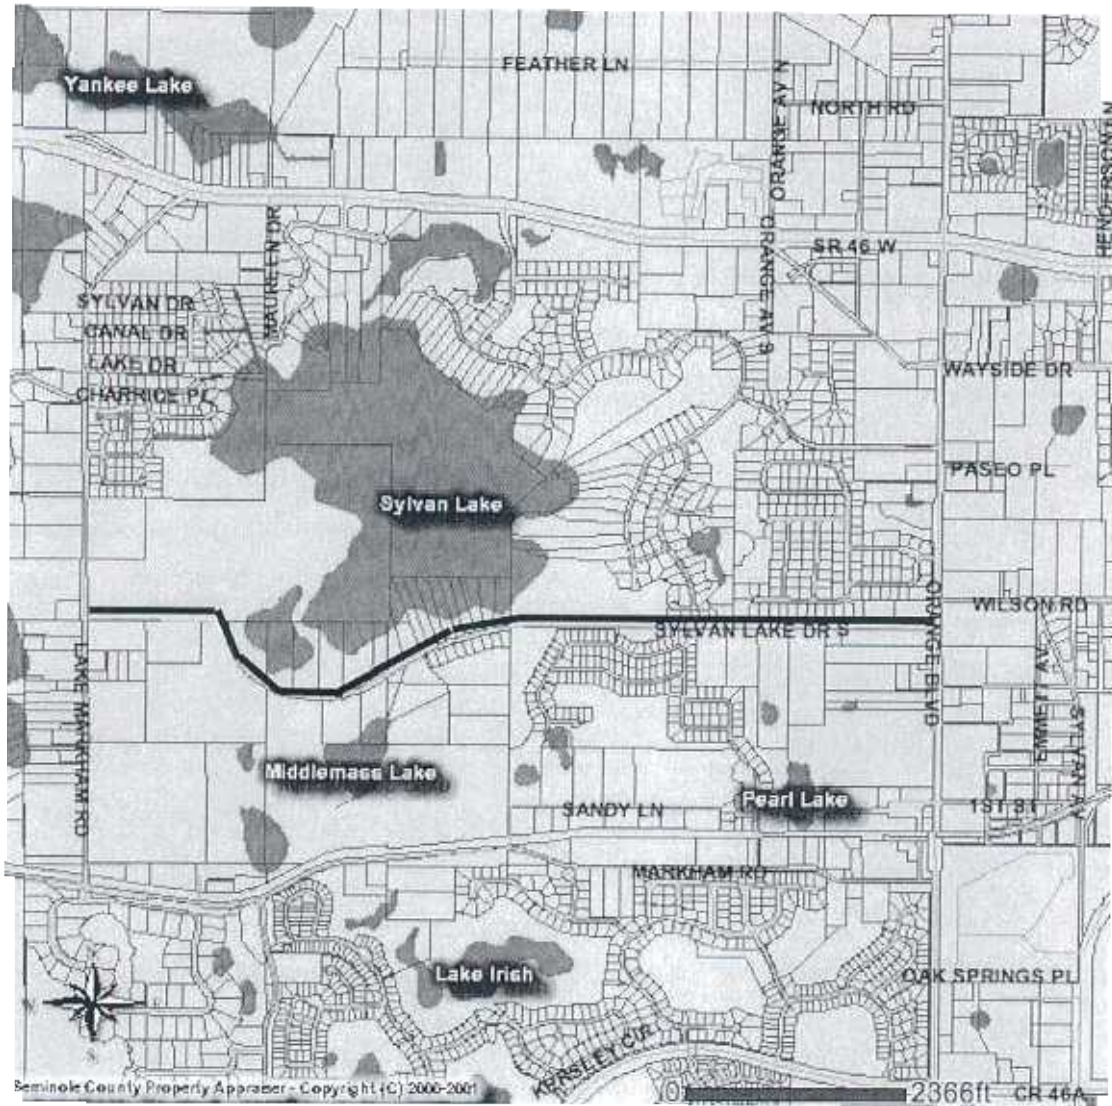 FEATHER LN
Yankee Lake
NORTH RD
ORANGE AV N
HENDERSON LN
MAUREEN DR
ORANGE AV S
SR 46 W
SYLVAN DR
CANAL DR
LAKE DR
CHARRICE PL
WAYSIDE DR
PASEO PL
Sylvan Lake
WILSON RD
SYLVAN LAKE DR S
ORANGE BLVD
LAKE MARKHAM RD
EMMETT AV
SYLVAN AV
Middlemass Lake
Pearl Lake
SANDY LN
1ST ST
MARKHAM RD
Lake Irish
OAK SPRINGS PL
N
E
S
KERSLEY CIR
Seminole County Property Appraiser - Copyright (C) 2000-2001
0 2366ft
CR 46A